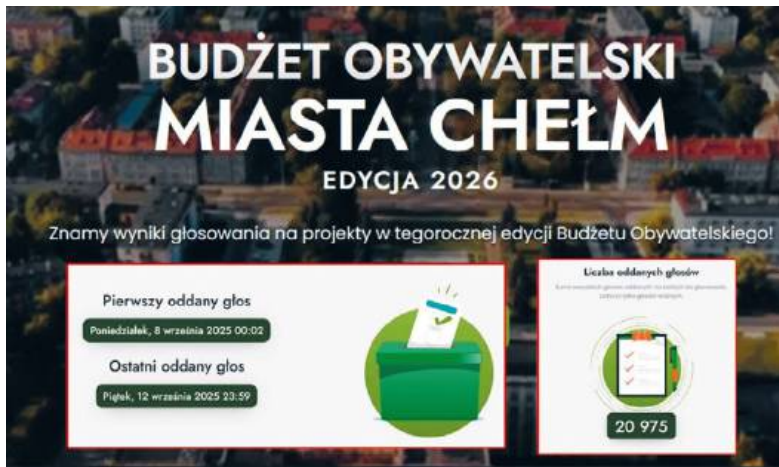 BUDŻET OBYWATELSKI
MIASTA CHEŁM
EDYCJA 2026
Znamy wyniki głosowania na projekty w tegorocznej edycji Budżetu Obywatelskiego!
Pierwszy oddany głos
Poniedziałek, 8 września 2025 00:02
Ostatni oddany głos
Piątek, 12 września 2025 23:59
Liczba oddanych głosów
20 975